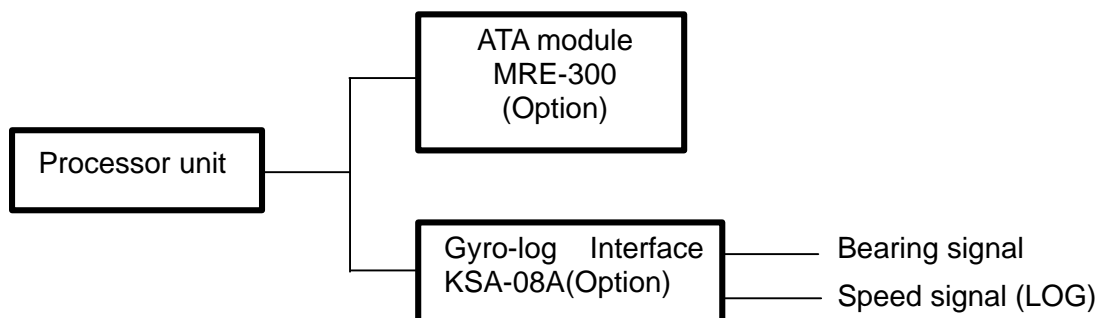 ATA module
MRE-300
(Option)
Processor unit
Gyro-log Interface
KSA-08A(Option)
Bearing signal
Speed signal (LOG)